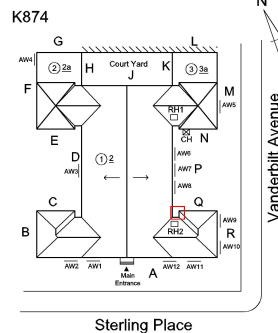 K874
N
G
L
AW4
② 2a
H
Court Yard
J
K
③ 3a
F
M
RH1
AW5
E
CH
N
D
AW3
① 2
AW6
AW7
P
AW8
C
Q
B
RH2
AW9
R
AW10
AW2
AW1
A
AW12
AW11
Main
Entrance
Sterling Place
Vanderbilt Avenue